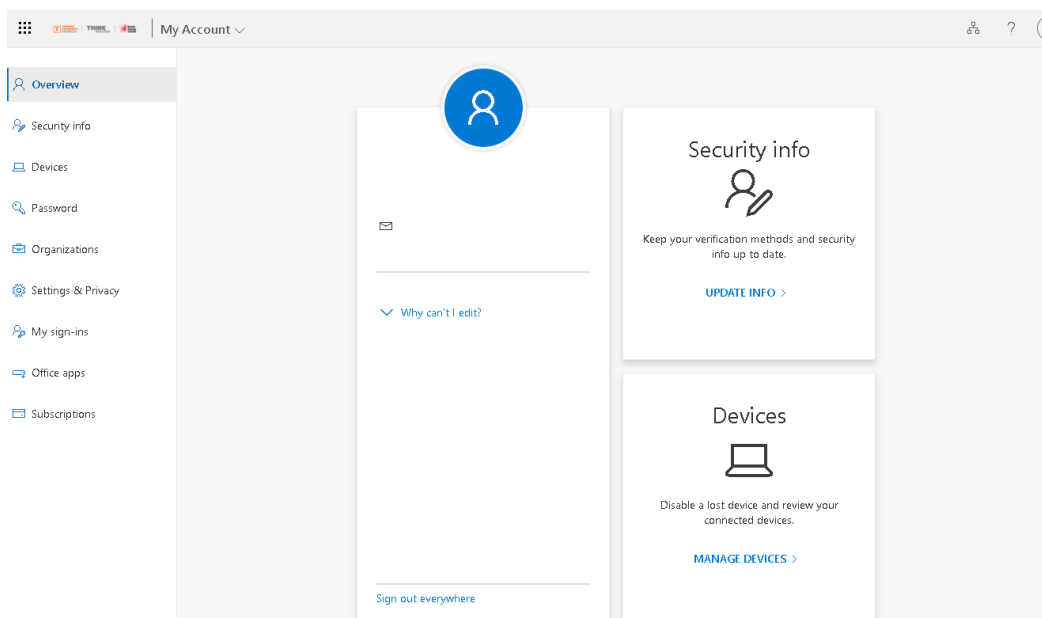 THINK
My Account
?
Overview
Security info
Devices
Password
Organizations
Settings & Privacy
My sign-ins
Office apps
Subscriptions
Why can't I edit?
Sign out everywhere
Security info
Keep your verification methods and security
info up to date.
UPDATE INFO >
Devices
Disable a lost device and review your
connected devices.
MANAGE DEVICES >